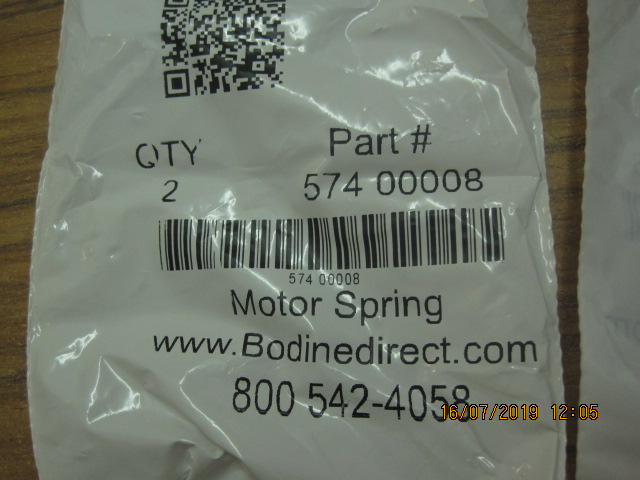 QTY Part #
2 574 00008
574 00008
Motor Spring
www.Bodinedirect.com
800 542-4058
16/07/2019 12:05